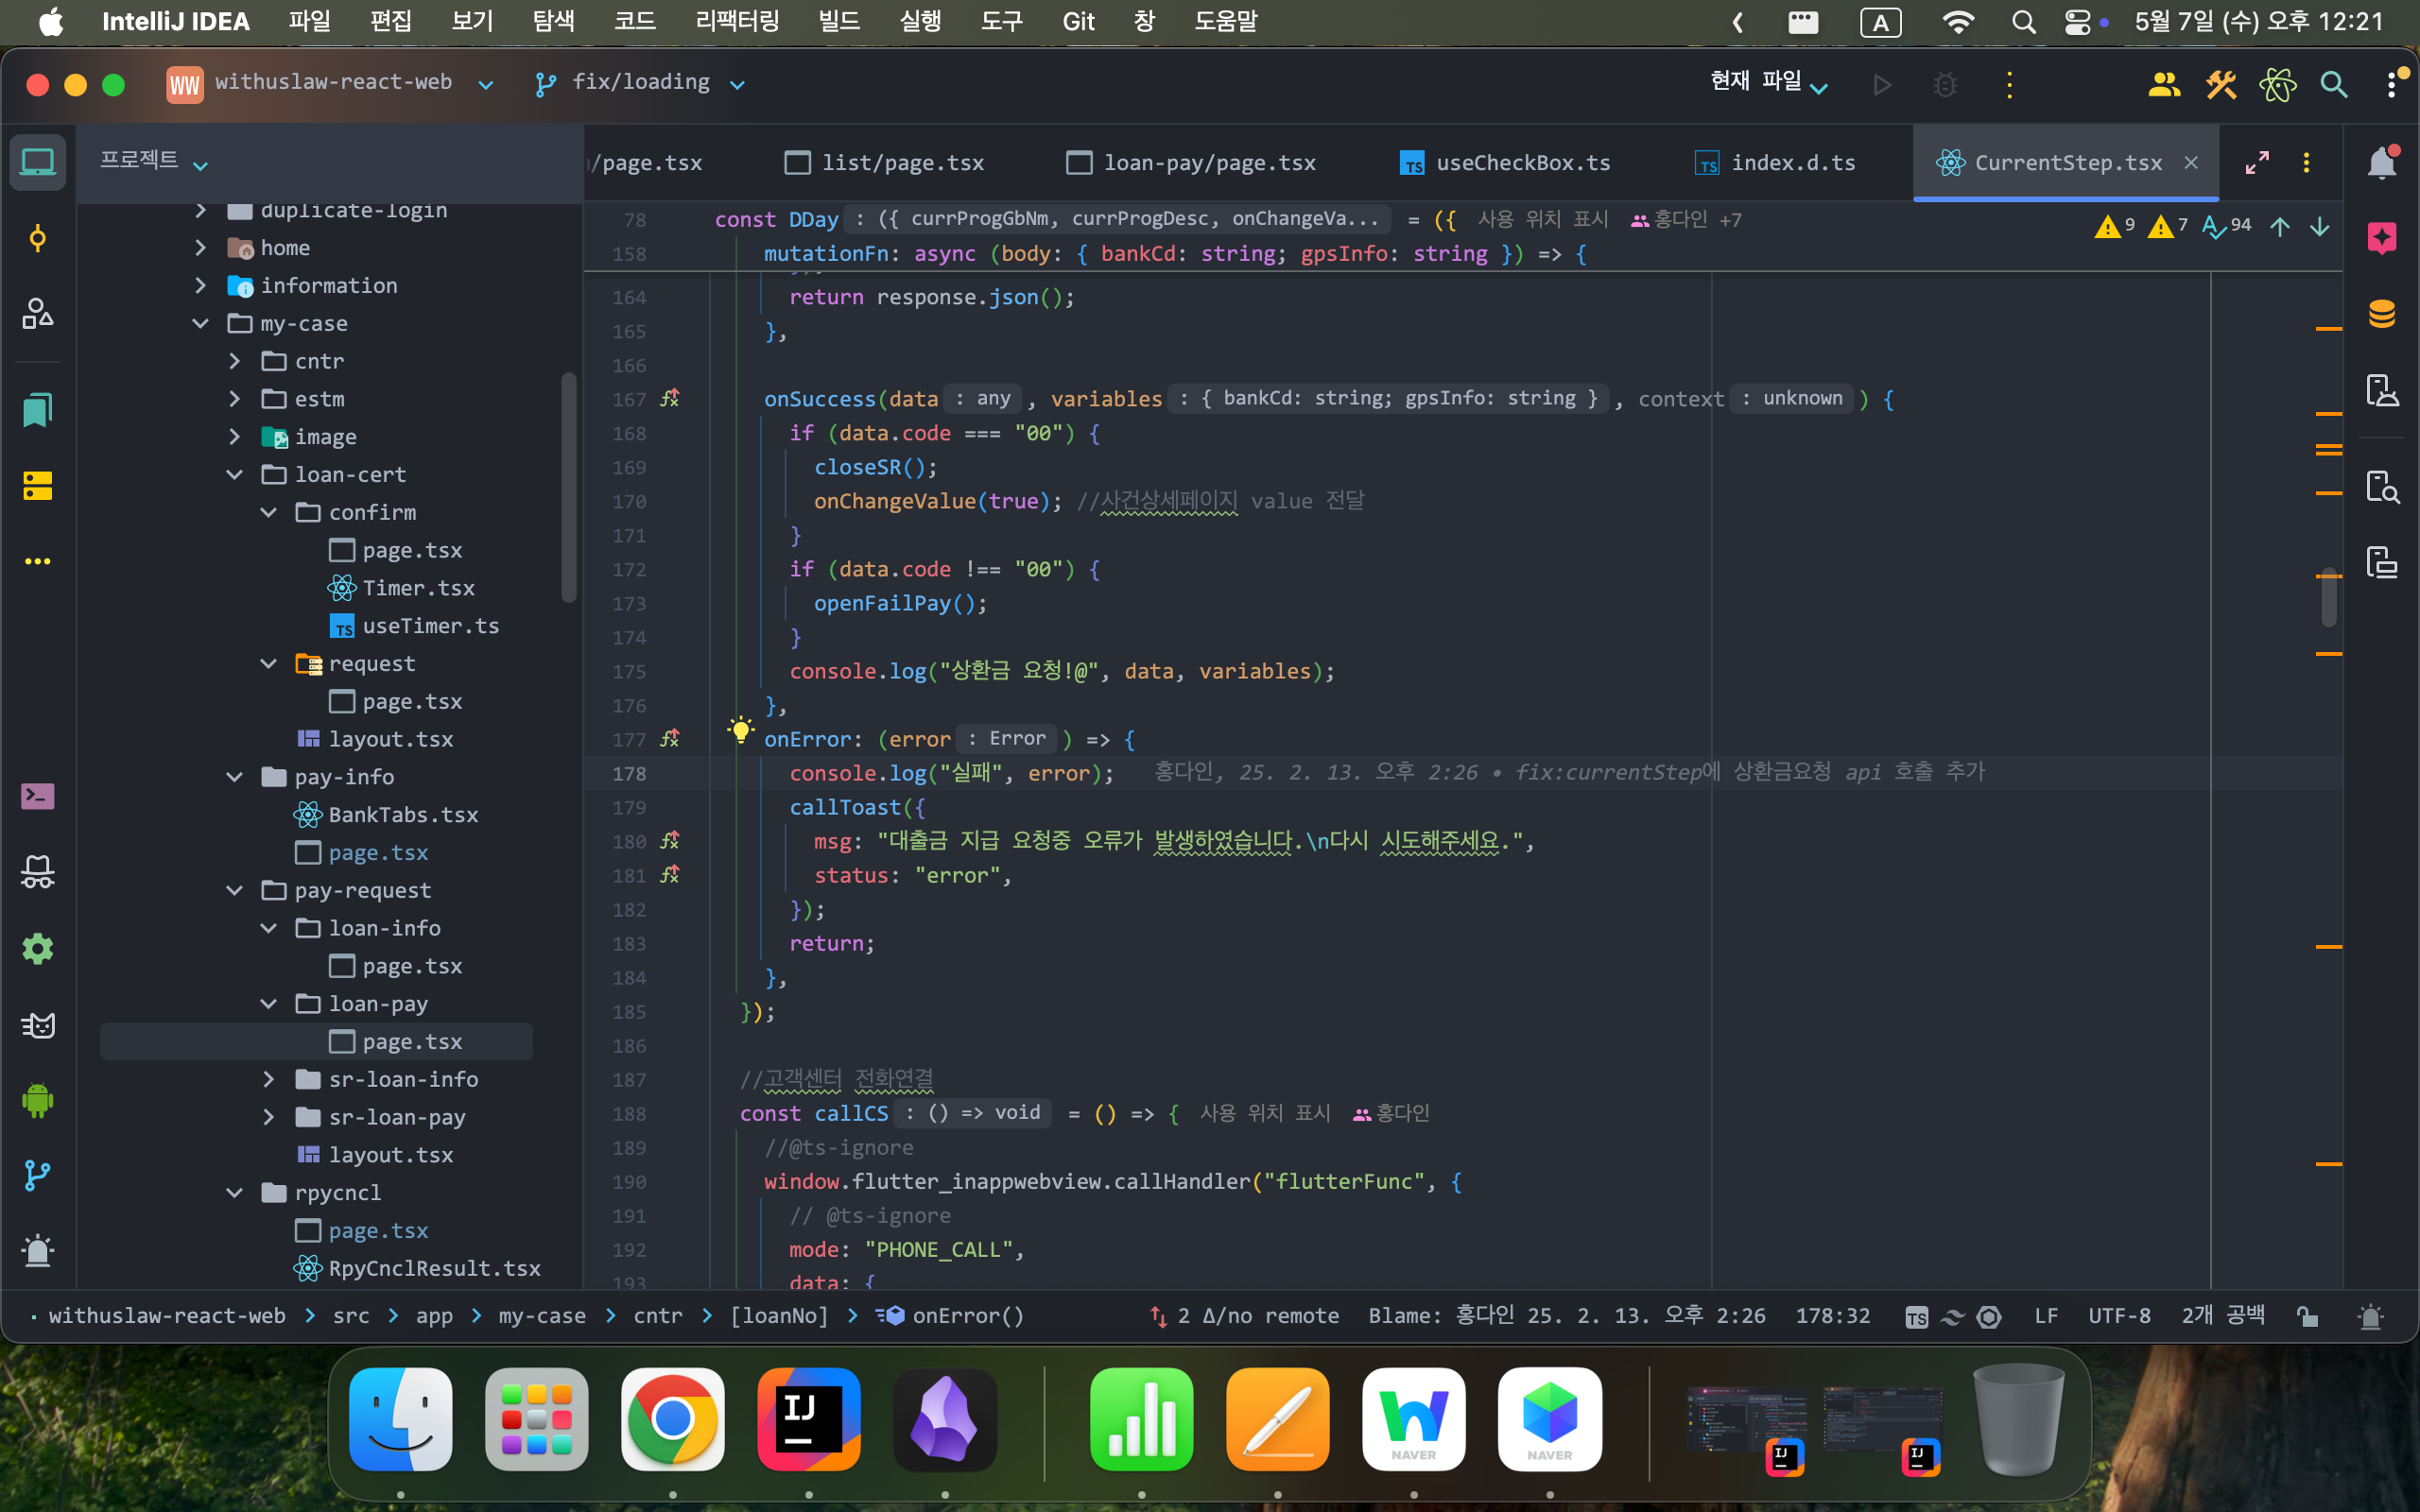 IntelliJ IDEA 파일 편집 보기 탐색 코드 리팩터링 빌드 실행 도구 Git 창 도움말 A 5월 7일 (수) 오후 12:21
WW withuslaw-react-web fix/loading 현재 파일
프로젝트
/page.tsx list/page.tsx loan-pay/page.tsx TS useCheckBox.ts TS index.d.ts CurrentStep.tsx
duplicate-login
home
information
my-case
cntr
estm
image
loan-cert
confirm
page.tsx
Timer.tsx
TS useTimer.ts
request
page.tsx
layout.tsx
pay-info
BankTabs.tsx
page.tsx
pay-request
loan-info
page.tsx
loan-pay
page.tsx
sr-loan-info
sr-loan-pay
layout.tsx
rpycncl
page.tsx
RpyCnclResult.tsx
78 const DDay : ({ currProgGbNm, currProgDesc, onChangeVa... = ({ 사용 위치 표시 홍다인 +7
9 7 94
158 mutationFn: async (body: { bankCd: string; gpsInfo: string }) => {
164 return response.json();
165 },
166
167 onSuccess(data : any , variables : { bankCd: string; gpsInfo: string } , context : unknown ) {
168 if (data.code === "00") {
169 closeSR();
170 onChangeValue(true); //사건상세페이지 value 전달
171 }
172 if (data.code !== "00") {
173 openFailPay();
174 }
175 console.log("상환금 요청!@", data, variables);
176 },
177 onError: (error : Error ) => {
178 console.log("실패", error); 홍다인, 25. 2. 13. 오후 2:26 • fix:currentStep에 상환금요청 api 호출 추가
179 callToast({
180 msg: "대출금 지급 요청중 오류가 발생하였습니다.\n다시 시도해주세요.",
181 status: "error",
182 });
183 return;
184 },
185 });
186
187 //고객센터 전화연결
188 const callCS : () => void = () => { 사용 위치 표시 홍다인
189 //@ts-ignore
190 window.flutter_inappwebview.callHandler("flutterFunc", {
191 // @ts-ignore
192 mode: "PHONE_CALL",
193 data: {
withuslaw-react-web > src > app > my-case > cntr > [loanNo] > onError() 2 Δ/no remote Blame: 홍다인 25. 2. 13. 오후 2:26 178:32 TS LF UTF-8 2개 공백
IJ
NAVER
NAVER
IJ
IJ